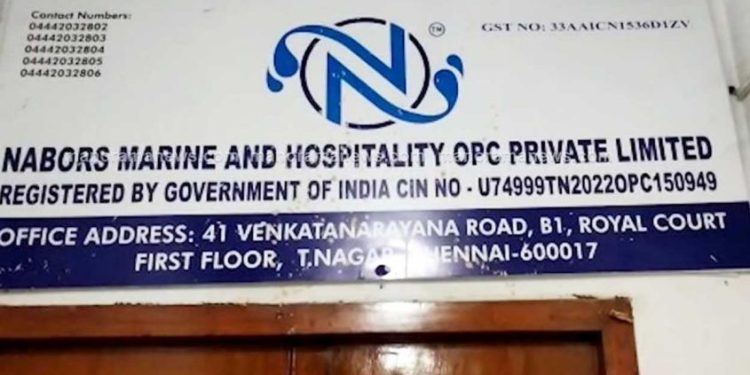 Contact Numbers:
04442032802
04442032803
04442032804
04442032805
04442032806
N
TM
GST NO: 33AAICN1536D1ZV
NABORS MARINE AND HOSPITALITY OPC PRIVATE LIMITED
REGISTERED BY GOVERNMENT OF INDIA CIN NO - U74999TN2022OPC150949
OFFICE ADDRESS: 41 VENKATANARAYANA ROAD, B1, ROYAL COURT
FIRST FLOOR, T.NAGAR, CHENNAI-600017